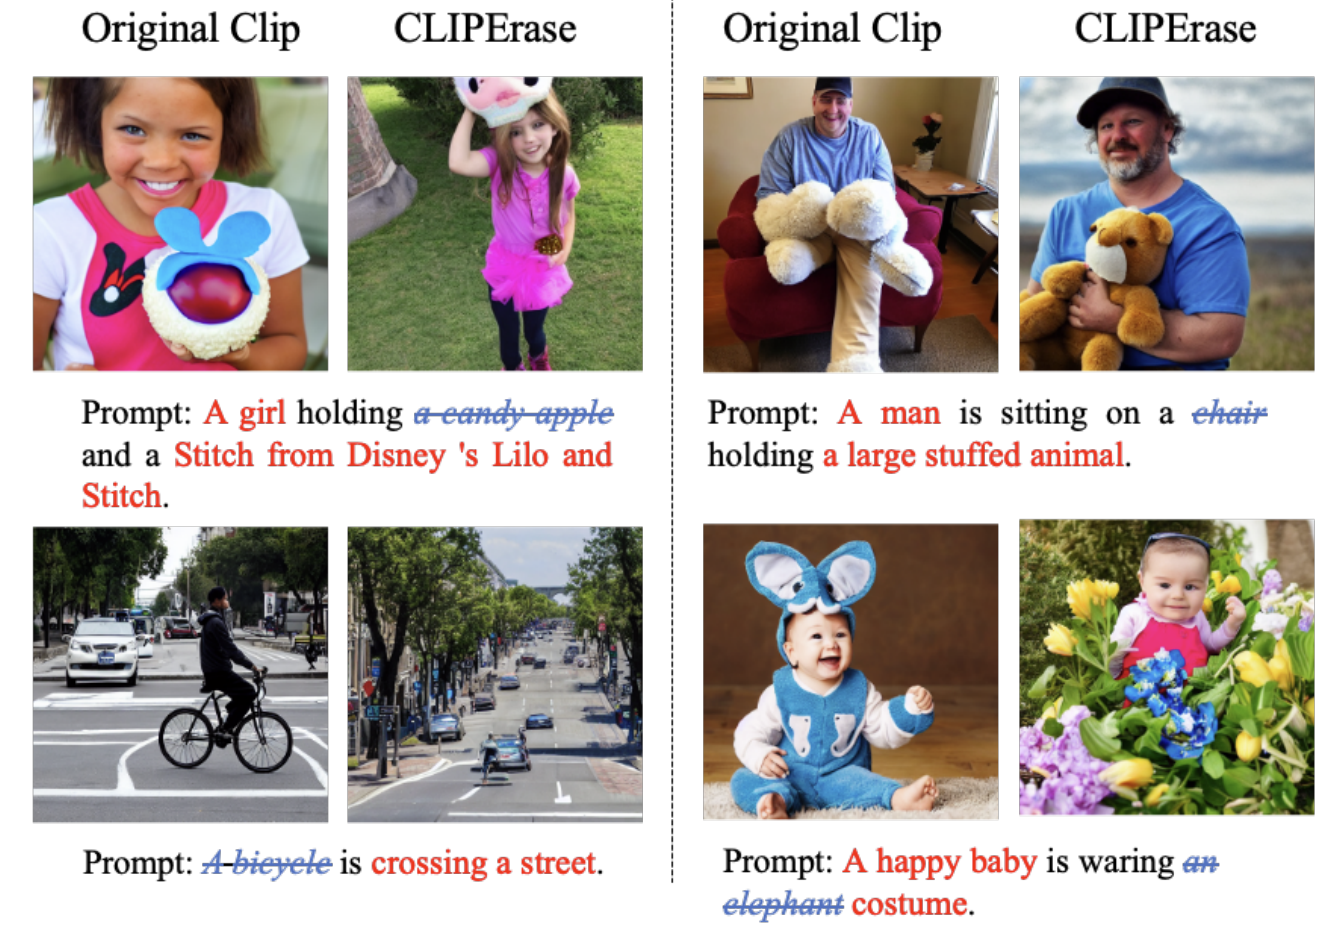 Original Clip
CLIPErase
Original Clip
CLIPErase
Prompt: A girl holding a candy apple
and a Stitch from Disney 's Lilo and
Stitch.
Prompt: A man is sitting on a chair
holding a large stuffed animal.
Prompt: A bicycle is crossing a street.
Prompt: A happy baby is waring an
elephant costume.